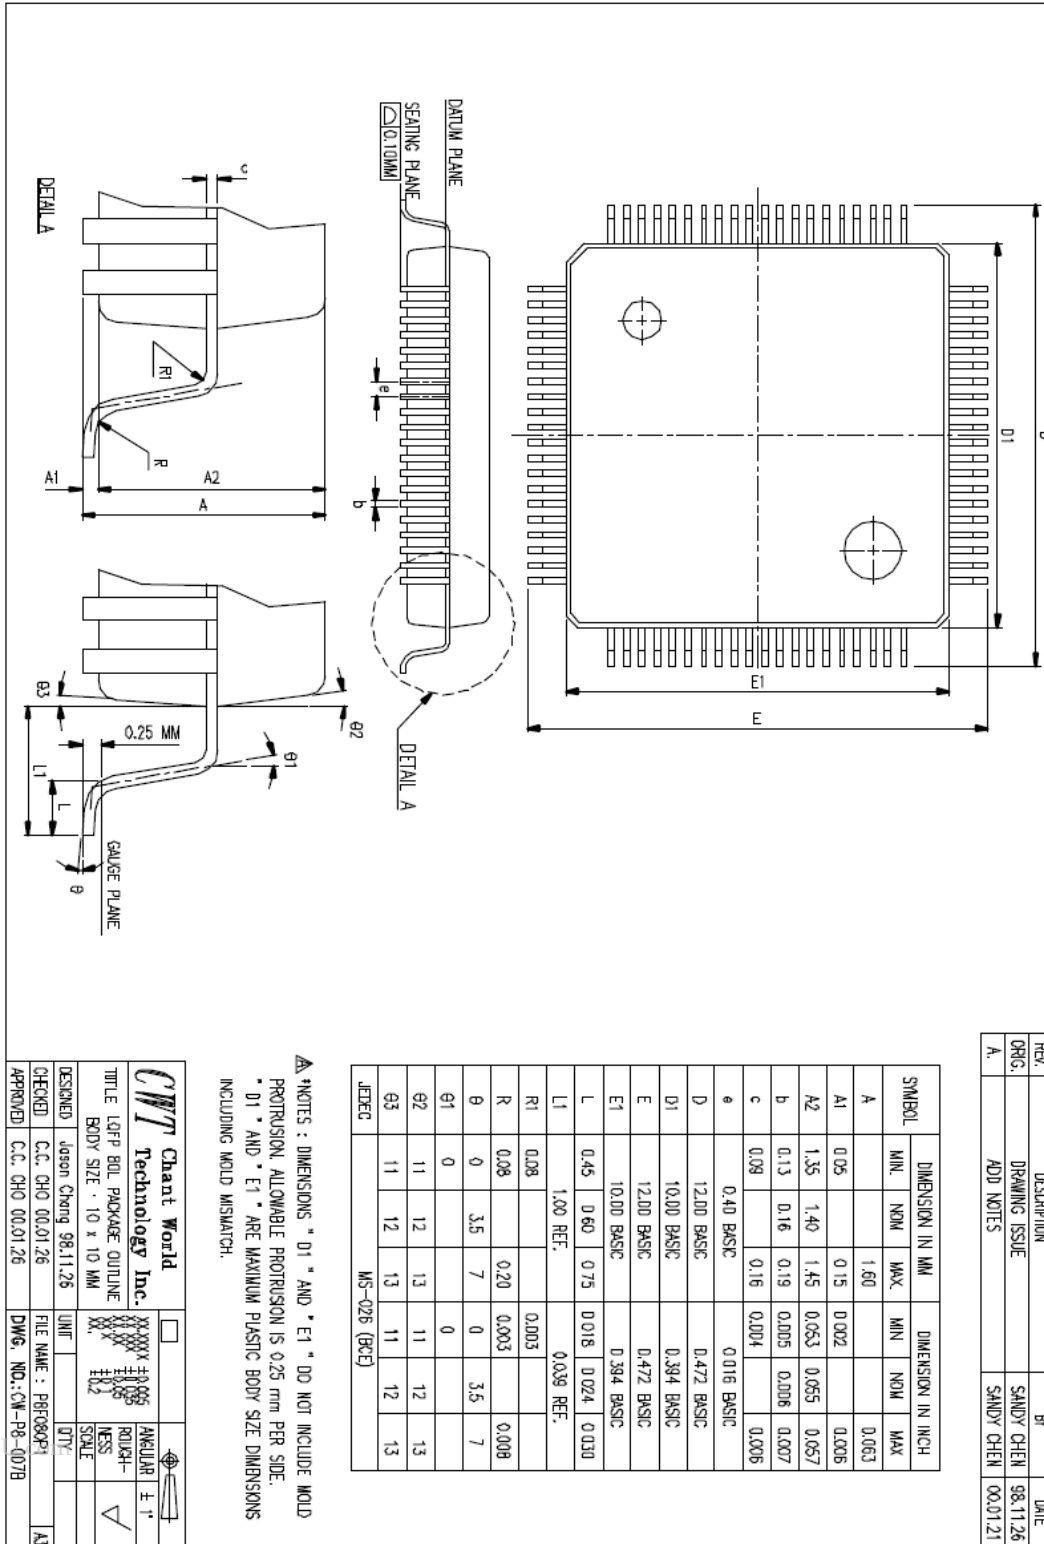 REV. DESCRIPTION BY DATE
ORIG. DRAWING ISSUE SANDY CHEN 98.11.26
A. ADD NOTES SANDY CHEN 00.01.21
D1
E1
E
DATUM PLANE
SEATING PLANE
0.10MM
e
b
DETAIL A
DETAIL A
c
R1
R
A1
A2
A
θ3
θ2
θ1
0.25 MM
L1
L
GAUGE PLANE
θ
SYMBOL DIMENSION IN MM DIMENSION IN INCH
MIN. NOM MAX. MIN NOM MAX
A 1.60 0.063
A1 0.05 0.15 0.002 0.006
A2 1.35 1.40 1.45 0.053 0.055 0.057
b 0.13 0.16 0.19 0.005 0.006 0.007
c 0.09 0.16 0.004 0.006
e 0.40 BASIC 0.016 BASIC
D 12.00 BASIC 0.472 BASIC
D1 10.00 BASIC 0.394 BASIC
E 12.00 BASIC 0.472 BASIC
E1 10.00 BASIC 0.394 BASIC
L 0.45 0.60 0.75 0.018 0.024 0.030
L1 1.00 REF. 0.039 REF.
R1 0.08 0.003
R 0.08 0.20 0.003 0.008
θ 0 3.5 7 0 3.5 7
θ1 0 0
θ2 11 12 13 11 12 13
θ3 11 12 13 11 12 13
JEDEC MS-026 (BCE)
*NOTES : DIMENSIONS " D1 " AND " E1 " DO NOT INCLUDE MOLD
PROTRUSION. ALLOWABLE PROTRUSION IS 0.25 mm PER SIDE.
" D1 " AND " E1 " ARE MAXIMUM PLASTIC BODY SIZE DIMENSIONS
INCLUDING MOLD MISMATCH.
CWT Chant World
Technology Inc.
TITLE LQFP 80L PACKAGE OUTLINE
BODY SIZE : 10 x 10 MM
ANGULAR ± 1°
ROUGH-
NESS
SCALE
DESIGNED Jason Chang 98.11.26 UNIT QTY
CHECKED C.C. CHO 00.01.26 FILE NAME :
APPROVED C.C. CHO 00.01.26 DWG. NO.:CW-P8-007B